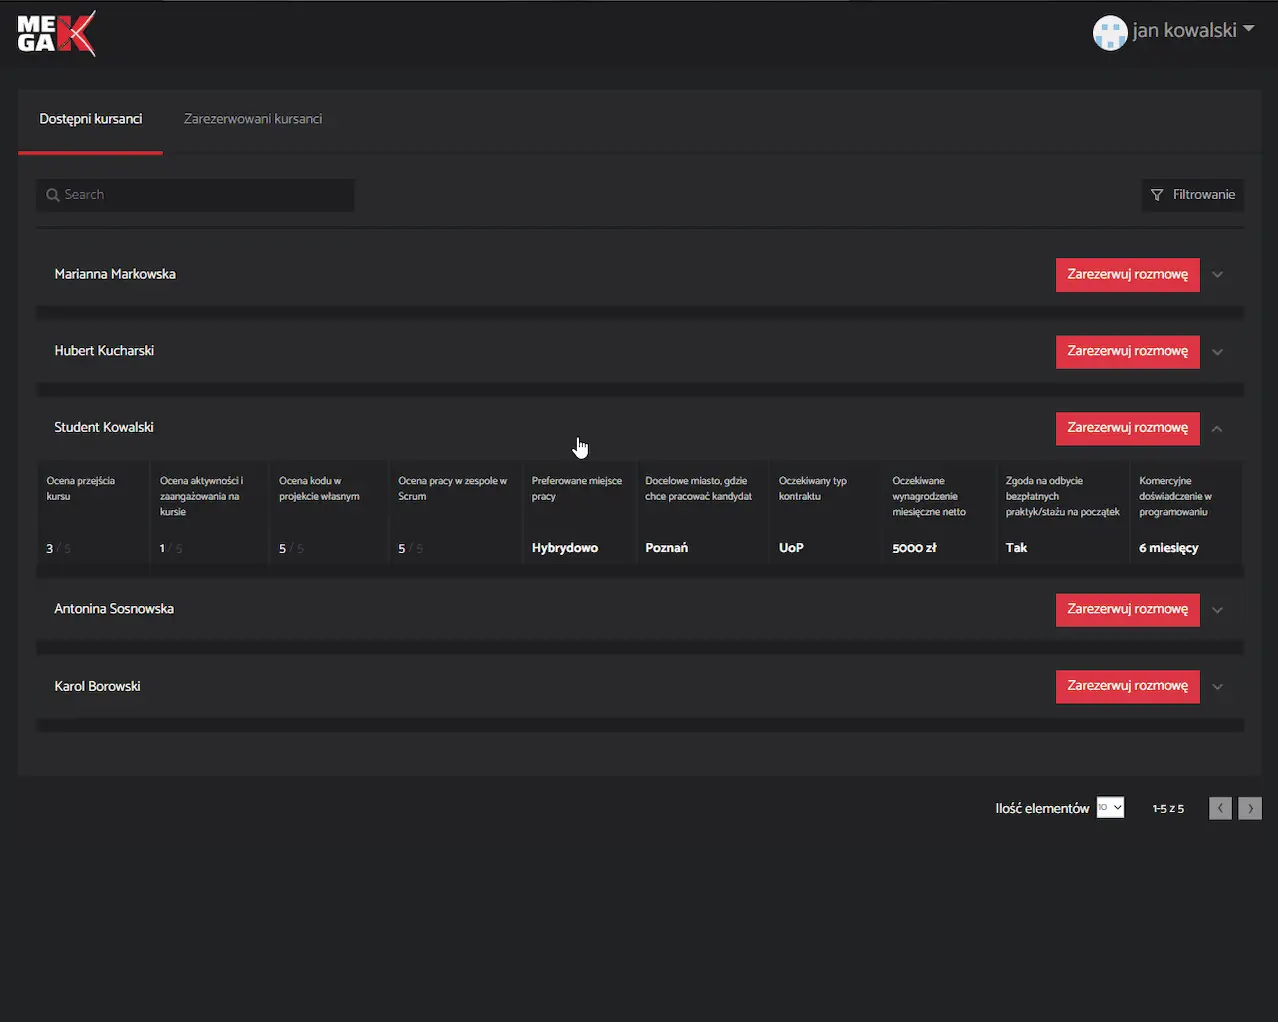 ME
GA K
jan kowalski
Dostępni kursanci
Zarezerwowani kursanci
Search
Filtrowanie
Marianna Markowska
Zarezerwuj rozmowę
Hubert Kucharski
Zarezerwuj rozmowę
Student Kowalski
Zarezerwuj rozmowę
Ocena przejścia
kursu
3 / 5
Ocena aktywności i
zaangażowania na
kursie
1 / 5
Ocena kodu w
projekcie własnym
5 / 5
Ocena pracy w zespole w
Scrum
5 / 5
Preferowane miejsce
pracy
Hybrydowo
Docelowe miasto, gdzie
chce pracować kandydat
Poznań
Oczekiwany typ
kontraktu
UoP
Oczekiwane
wynagrodzenie
miesięczne netto
5000 zł
Zgoda na odbycie
bezpłatnych
praktyk/stażu na początek
Tak
Komercyjne
doświadczenie w
programowaniu
6 miesięcy
Antonina Sosnowska
Zarezerwuj rozmowę
Karol Borowski
Zarezerwuj rozmowę
Ilość elementów
10
1-5 z 5